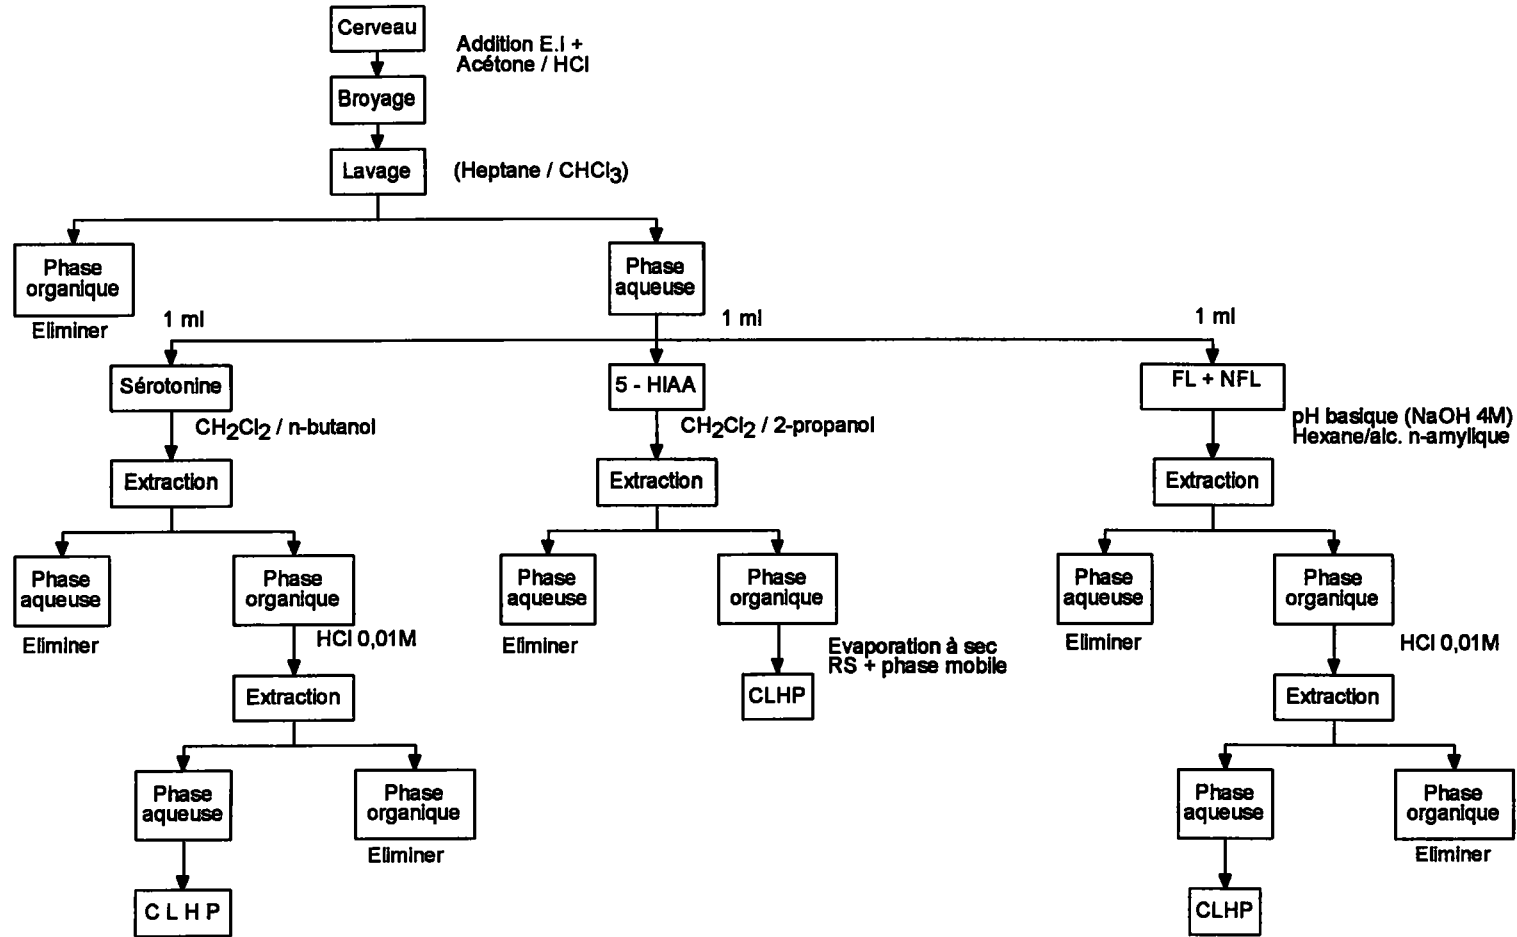 Cerveau
Addition E.I +
Acétone / HCl
Broyage
Lavage
(Heptane / CHCl3)
Phase
organique
Eliminer
Phase
aqueuse
1 ml
1 ml
1 ml
Sérotonine
5 - HIAA
FL + NFL
CH2Cl2 / n-butanol
CH2Cl2 / 2-propanol
pH basique (NaOH 4M)
Hexane/alc. n-amylique
Extraction
Extraction
Extraction
Phase
aqueuse
Eliminer
Phase
organique
Phase
aqueuse
Eliminer
Phase
organique
Phase
aqueuse
Eliminer
Phase
organique
HCl 0,01M
Evaporation à sec
RS + phase mobile
HCl 0,01M
Extraction
CLHP
Extraction
Phase
aqueuse
Phase
organique
Eliminer
Phase
aqueuse
Phase
organique
Eliminer
C L H P
CLHP